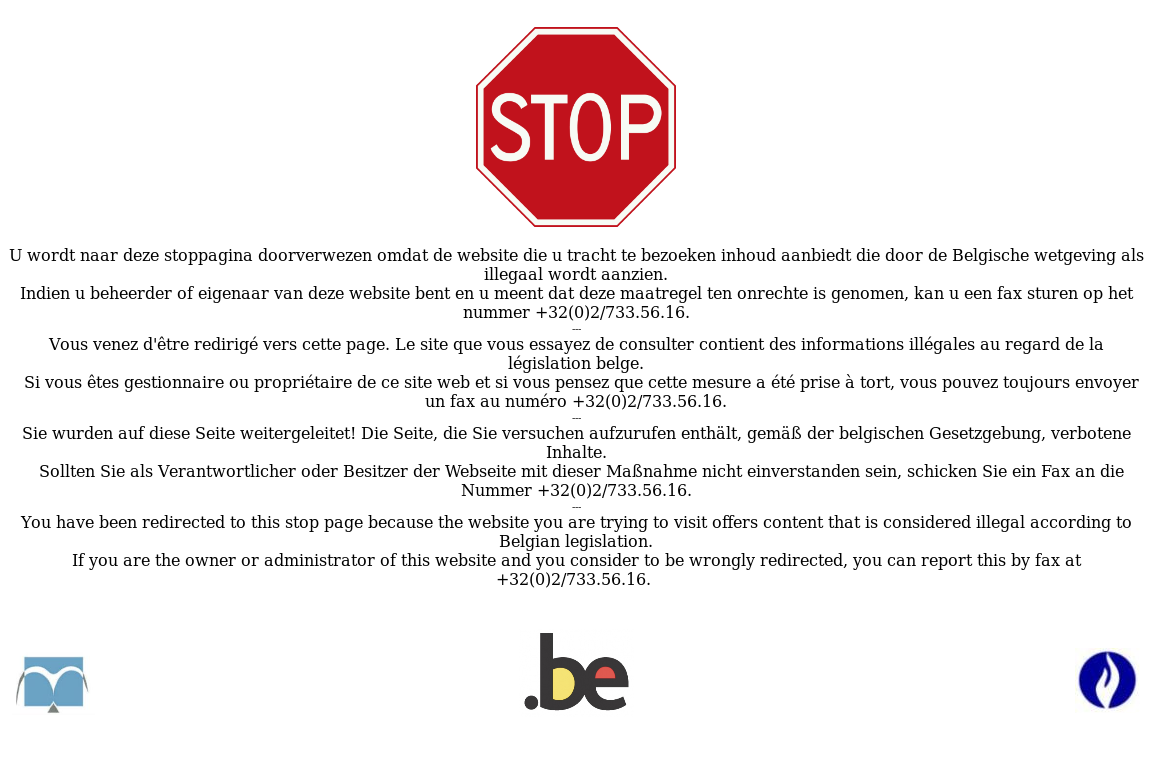 STOP
U wordt naar deze stoppagina doorverwezen omdat de website die u tracht te bezoeken inhoud aanbiedt die door de Belgische wetgeving als
illegaal wordt aanzien.
Indien u beheerder of eigenaar van deze website bent en u meent dat deze maatregel ten onrechte is genomen, kan u een fax sturen op het
nummer +32(0)2/733.56.16.
---
Vous venez d'être redirigé vers cette page. Le site que vous essayez de consulter contient des informations illégales au regard de la
législation belge.
Si vous êtes gestionnaire ou propriétaire de ce site web et si vous pensez que cette mesure a été prise à tort, vous pouvez toujours envoyer
un fax au numéro +32(0)2/733.56.16.
---
Sie wurden auf diese Seite weitergeleitet! Die Seite, die Sie versuchen aufzurufen enthält, gemäß der belgischen Gesetzgebung, verbotene
Inhalte.
Sollten Sie als Verantwortlicher oder Besitzer der Webseite mit dieser Maßnahme nicht einverstanden sein, schicken Sie ein Fax an die
Nummer +32(0)2/733.56.16.
---
You have been redirected to this stop page because the website you are trying to visit offers content that is considered illegal according to
Belgian legislation.
If you are the owner or administrator of this website and you consider to be wrongly redirected, you can report this by fax at
+32(0)2/733.56.16.
.be